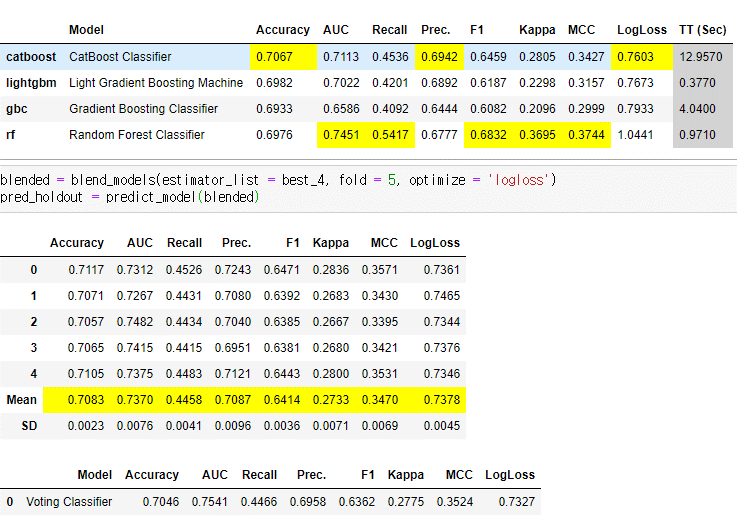 Model Accuracy AUC Recall Prec. F1 Kappa MCC LogLoss TT (Sec)
catboost CatBoost Classifier 0.7067 0.7113 0.4536 0.6942 0.6459 0.2805 0.3427 0.7603 12.9570
lightgbm Light Gradient Boosting Machine 0.6982 0.7022 0.4201 0.6892 0.6187 0.2298 0.3157 0.7673 0.3770
gbc Gradient Boosting Classifier 0.6933 0.6586 0.4092 0.6444 0.6082 0.2096 0.2999 0.7933 4.0400
rf Random Forest Classifier 0.6976 0.7451 0.5417 0.6777 0.6832 0.3695 0.3744 1.0441 0.9710
blended = blend_models(estimator_list = best_4, fold = 5, optimize = 'logloss')
pred_holdout = predict_model(blended)
Accuracy AUC Recall Prec. F1 Kappa MCC LogLoss
0 0.7117 0.7312 0.4526 0.7243 0.6471 0.2836 0.3571 0.7361
1 0.7071 0.7267 0.4431 0.7080 0.6392 0.2683 0.3430 0.7465
2 0.7057 0.7482 0.4434 0.7040 0.6385 0.2667 0.3395 0.7344
3 0.7065 0.7415 0.4415 0.6951 0.6381 0.2680 0.3421 0.7376
4 0.7105 0.7375 0.4483 0.7121 0.6443 0.2800 0.3531 0.7346
Mean 0.7083 0.7370 0.4458 0.7087 0.6414 0.2733 0.3470 0.7378
SD 0.0023 0.0076 0.0041 0.0096 0.0036 0.0071 0.0069 0.0045
Model Accuracy AUC Recall Prec. F1 Kappa MCC LogLoss
0 Voting Classifier 0.7046 0.7541 0.4466 0.6958 0.6362 0.2775 0.3524 0.7327